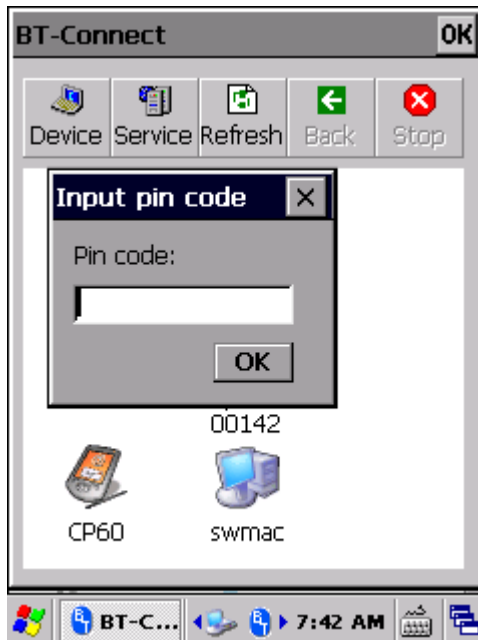 BT-Connect OK
Device Service Refresh Back Stop
Input pin code
Pin code:
OK
00142
CP60 swmac
BT-C... 7:42 AM